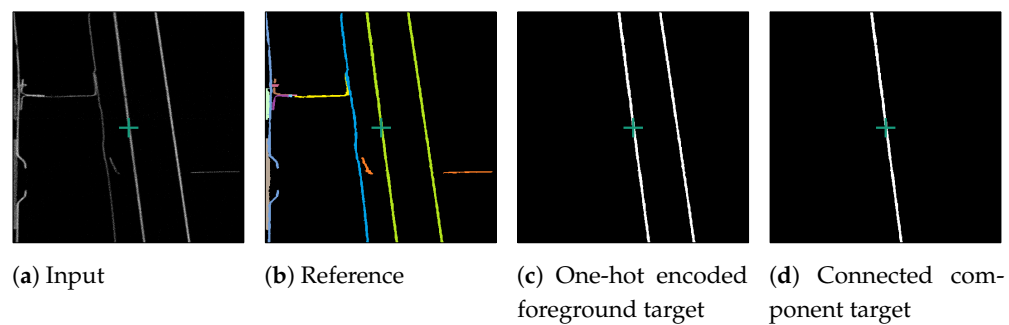 (a) Input
(b) Reference
(c) One-hot encoded
foreground target
(d) Connected com-
ponent target